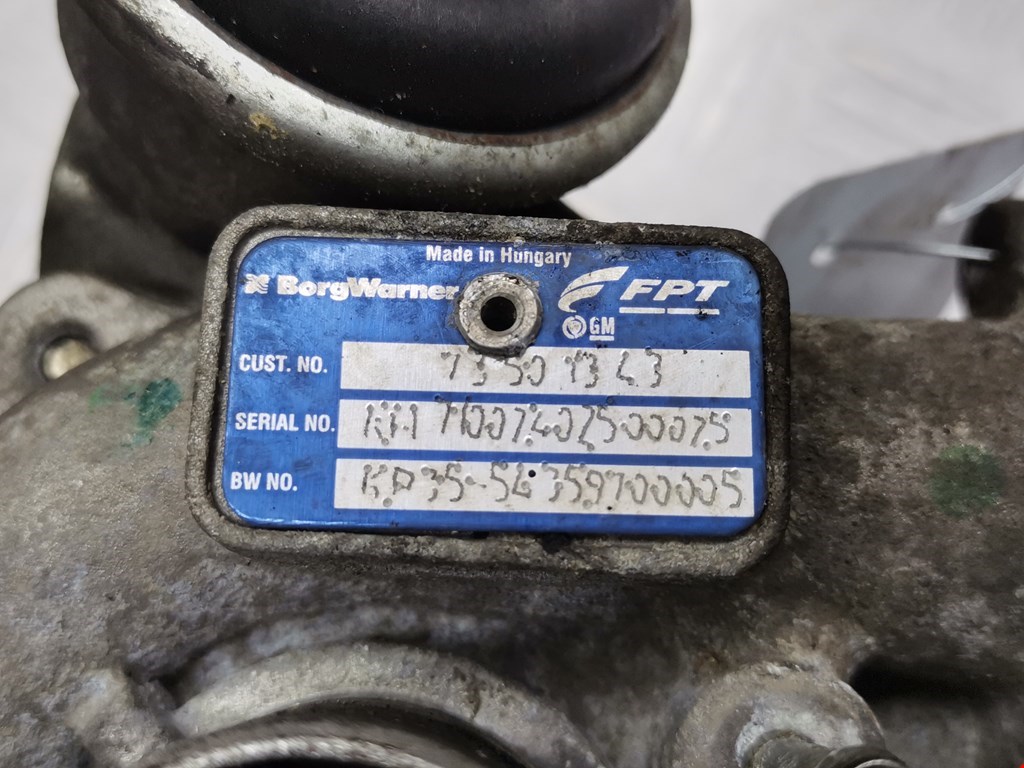 Made in Hungary
BorgWarner FPT
GM
CUST. NO. 73501343
SERIAL NO.
BW NO. KP35-54359700005